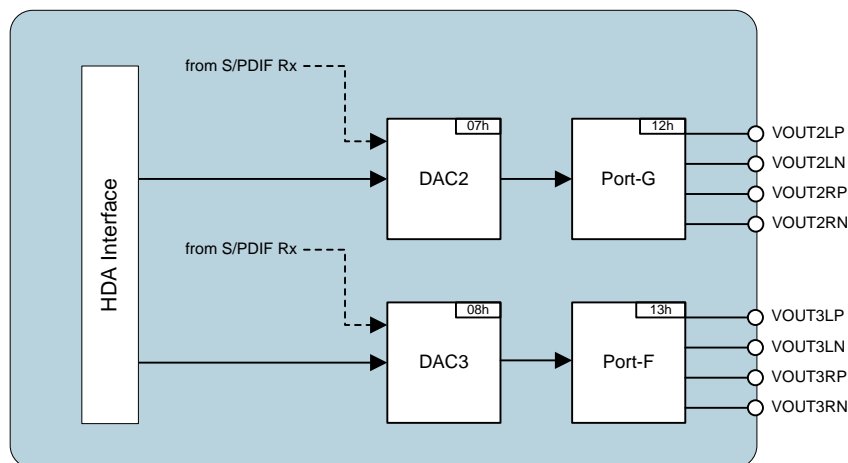 HDA Interface
from S/PDIF Rx
07h
DAC2
12h
Port-G
VOUT2LP
VOUT2LN
VOUT2RP
VOUT2RN
from S/PDIF Rx
08h
DAC3
13h
Port-F
VOUT3LP
VOUT3LN
VOUT3RP
VOUT3RN